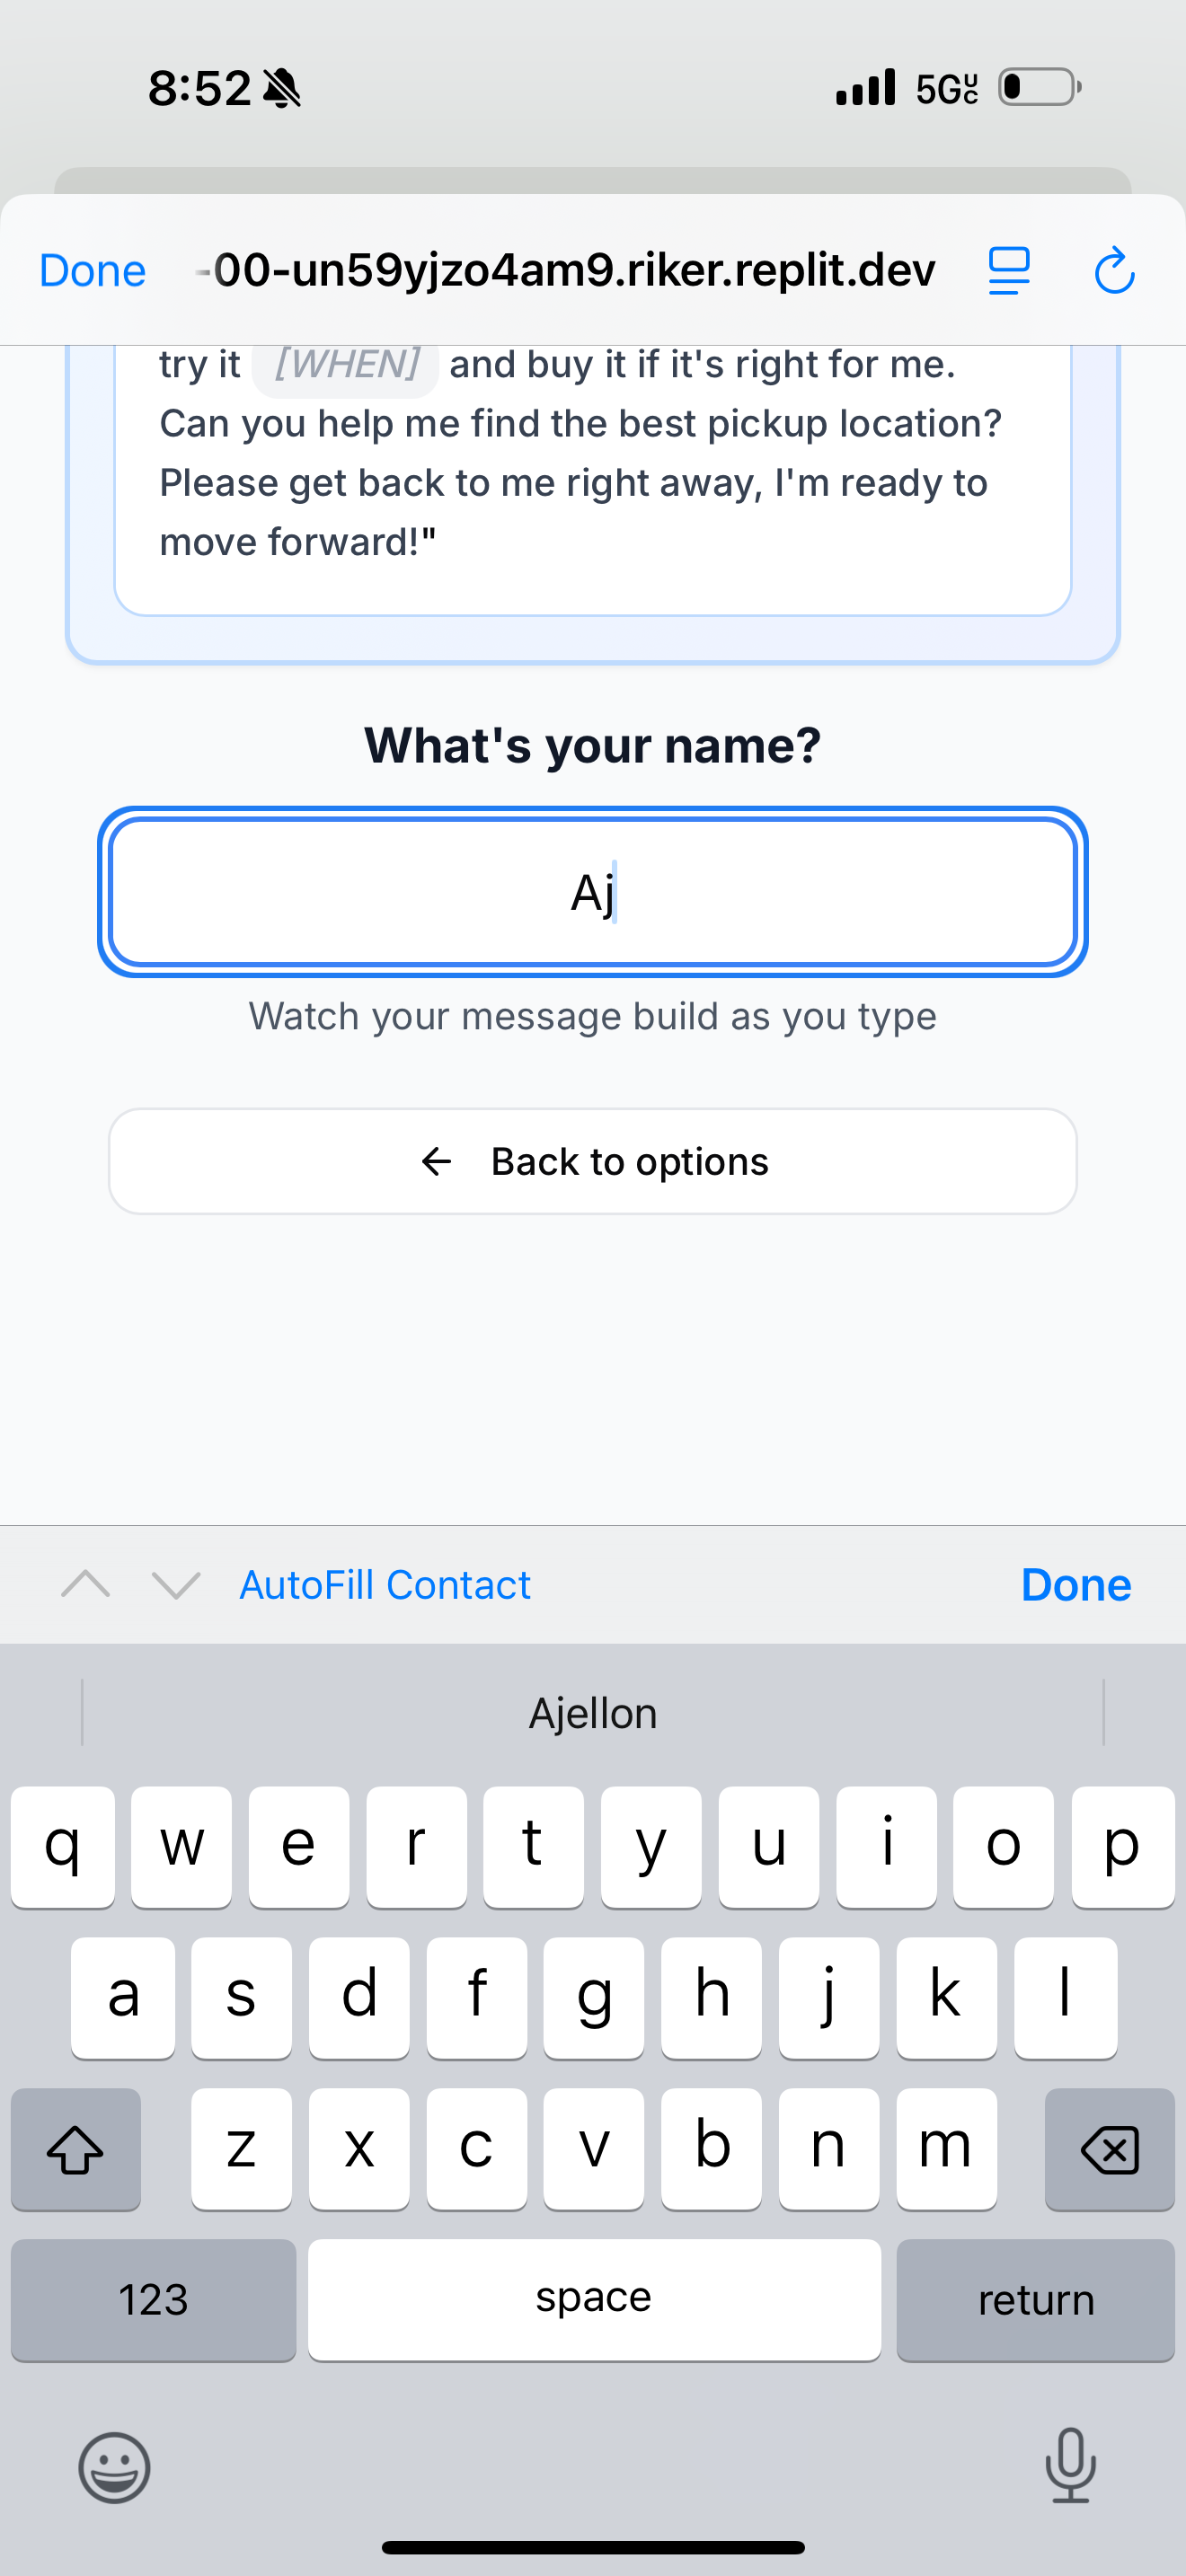 8:52
5GUC
Done
-00-un59yjzo4am9.riker.replit.dev
try it [WHEN] and buy it if it's right for me.
Can you help me find the best pickup location?
Please get back to me right away, I'm ready to
move forward!"
What's your name?
Aj
Watch your message build as you type
← Back to options
AutoFill Contact
Done
Ajellon
q w e r t y u i o p
a s d f g h j k l
z x c v b n m
123 space return